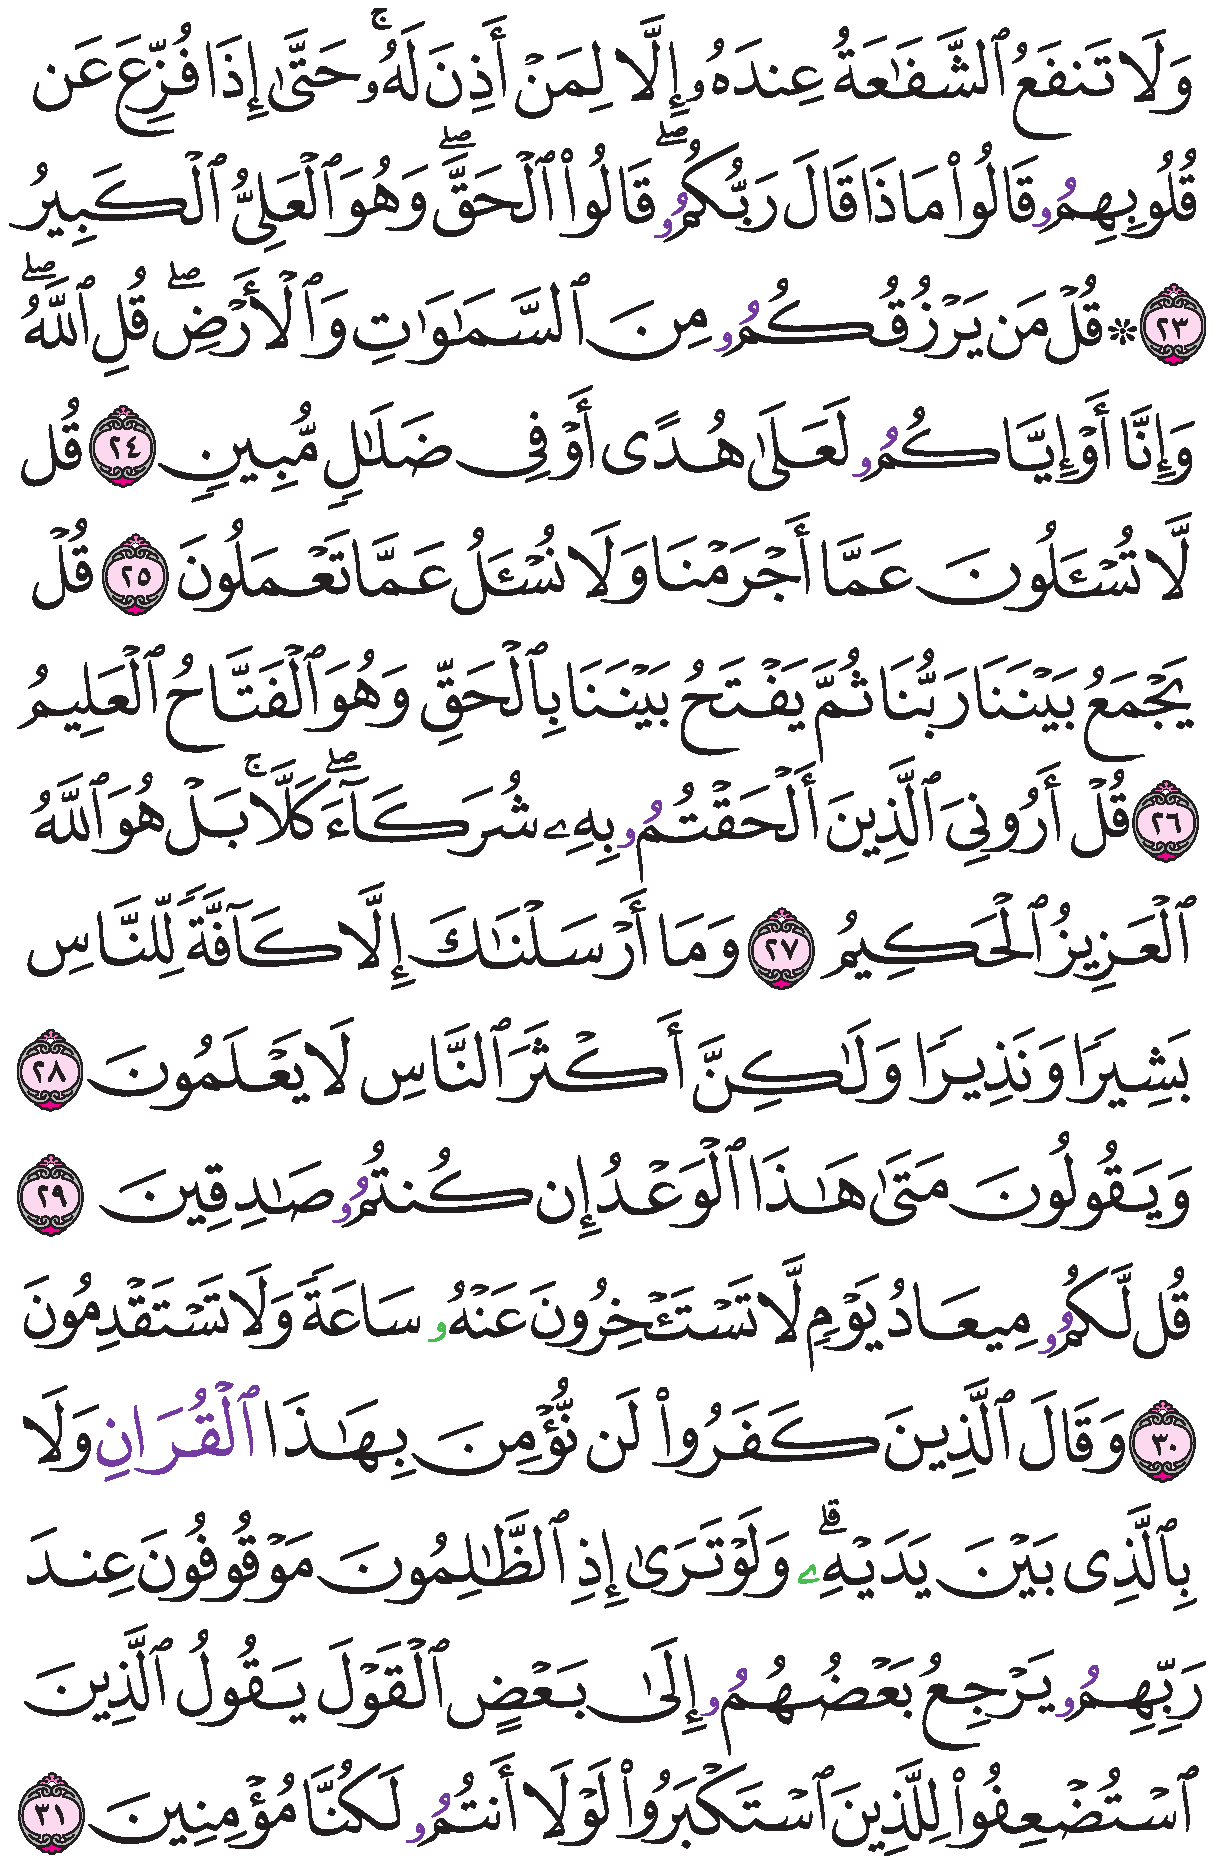 وَلَا تَنفَعُ ٱلشَّفَٰعَةُ عِندَهُۥ إِلَّا لِمَنْ أَذِنَ لَهُۥۚ حَتَّىٰ إِذَا فُزِّعَ عَن
قُلُوبِهِمُۥ قَالُوا۟ مَاذَا قَالَ رَبُّكُمُۥۖ قَالُوا۟ ٱلْحَقَّۖ وَهُوَ ٱلْعَلِىُّ ٱلْكَبِيرُ
٢٣ ۞ قُلْ مَن يَرْزُقُكُمُۥ مِنَ ٱلسَّمَٰوَٰتِ وَٱلْأَرْضِۖ قُلِ ٱللَّهُۖ
وَإِنَّا أَوْ إِيَّاكُمُۥ لَعَلَىٰ هُدًى أَوْ فِى ضَلَٰلٍ مُّبِينٍ ٢٤ قُل
لَّا تُسْـَٔلُونَ عَمَّا أَجْرَمْنَا وَلَا نُسْـَٔلُ عَمَّا تَعْمَلُونَ ٢٥ قُلْ
يَجْمَعُ بَيْنَنَا رَبُّنَا ثُمَّ يَفْتَحُ بَيْنَنَا بِٱلْحَقِّ وَهُوَ ٱلْفَتَّاحُ ٱلْعَلِيمُ
٢٦ قُلْ أَرُونِىَ ٱلَّذِينَ أَلْحَقْتُمُۥ بِهِۦ شُرَكَآءَۖ كَلَّاۚ بَلْ هُوَ ٱللَّهُ
ٱلْعَزِيزُ ٱلْحَكِيمُ ٢٧ وَمَا أَرْسَلْنَٰكَ إِلَّا كَآفَّةً لِّلنَّاسِ
بَشِيرًا وَنَذِيرًا وَلَٰكِنَّ أَكْثَرَ ٱلنَّاسِ لَا يَعْلَمُونَ ٢٨
وَيَقُولُونَ مَتَىٰ هَٰذَا ٱلْوَعْدُ إِن كُنتُمُۥ صَٰدِقِينَ ٢٩
قُل لَّكُمُۥ مِيعَادُ يَوْمٍ لَّا تَسْتَـْٔخِرُونَ عَنْهُۥ سَاعَةً وَلَا تَسْتَقْدِمُونَ
٣٠ وَقَالَ ٱلَّذِينَ كَفَرُوا۟ لَن نُّؤْمِنَ بِهَٰذَا ٱلْقُرَانِ وَلَا
بِٱلَّذِى بَيْنَ يَدَيْهِۦۗ وَلَوْ تَرَىٰ إِذِ ٱلظَّٰلِمُونَ مَوْقُوفُونَ عِندَ
رَبِّهِمُۥ يَرْجِعُ بَعْضُهُمُۥ إِلَىٰ بَعْضٍ ٱلْقَوْلَ يَقُولُ ٱلَّذِينَ
ٱسْتُضْعِفُوا۟ لِلَّذِينَ ٱسْتَكْبَرُوا۟ لَوْلَا أَنتُمُۥ لَكُنَّا مُؤْمِنِينَ ٣١